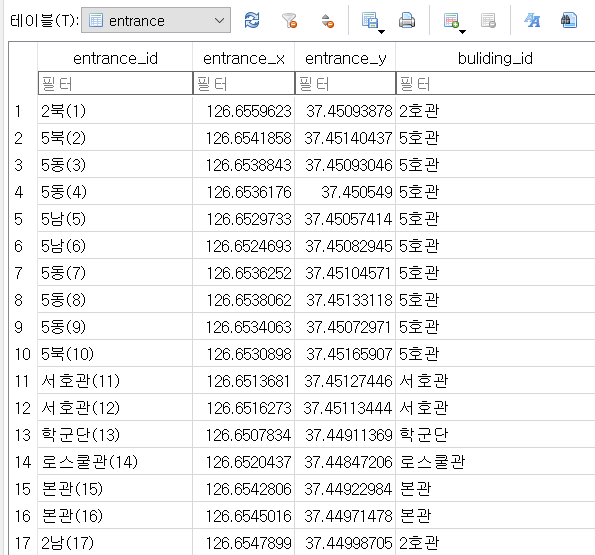 테이블(T): entrance
entrance_id entrance_x entrance_y buliding_id
필터 필터 필터 필터
1 2북(1) 126.6559623 37.45093878 2호관
2 5북(2) 126.6541858 37.45140437 5호관
3 5동(3) 126.6538843 37.45093046 5호관
4 5동(4) 126.6536176 37.450549 5호관
5 5남(5) 126.6529733 37.45057414 5호관
6 5남(6) 126.6524693 37.45082945 5호관
7 5동(7) 126.6536252 37.45104571 5호관
8 5동(8) 126.6538062 37.45133118 5호관
9 5동(9) 126.6534063 37.45072971 5호관
10 5북(10) 126.6530898 37.45165907 5호관
11 서호관(11) 126.6513681 37.45127446 서호관
12 서호관(12) 126.6516273 37.45113444 서호관
13 학군단(13) 126.6507834 37.44911369 학군단
14 로스쿨관(14) 126.6520437 37.44847206 로스쿨관
15 본관(15) 126.6542806 37.44922984 본관
16 본관(16) 126.6545016 37.44971478 본관
17 2남(17) 126.6547899 37.44998705 2호관